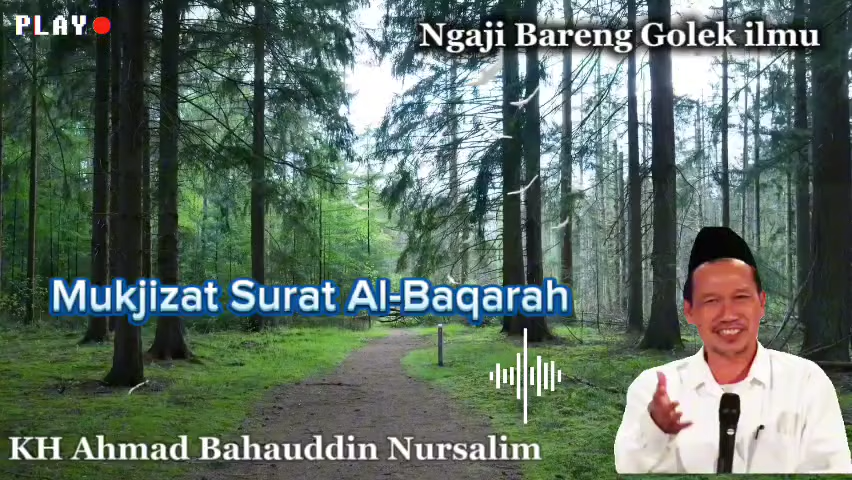 PLAY
Ngaji Bareng Golek ilmu
Mukjizat Surat Al-Baqarah
KH Ahmad Bahauddin Nursalim